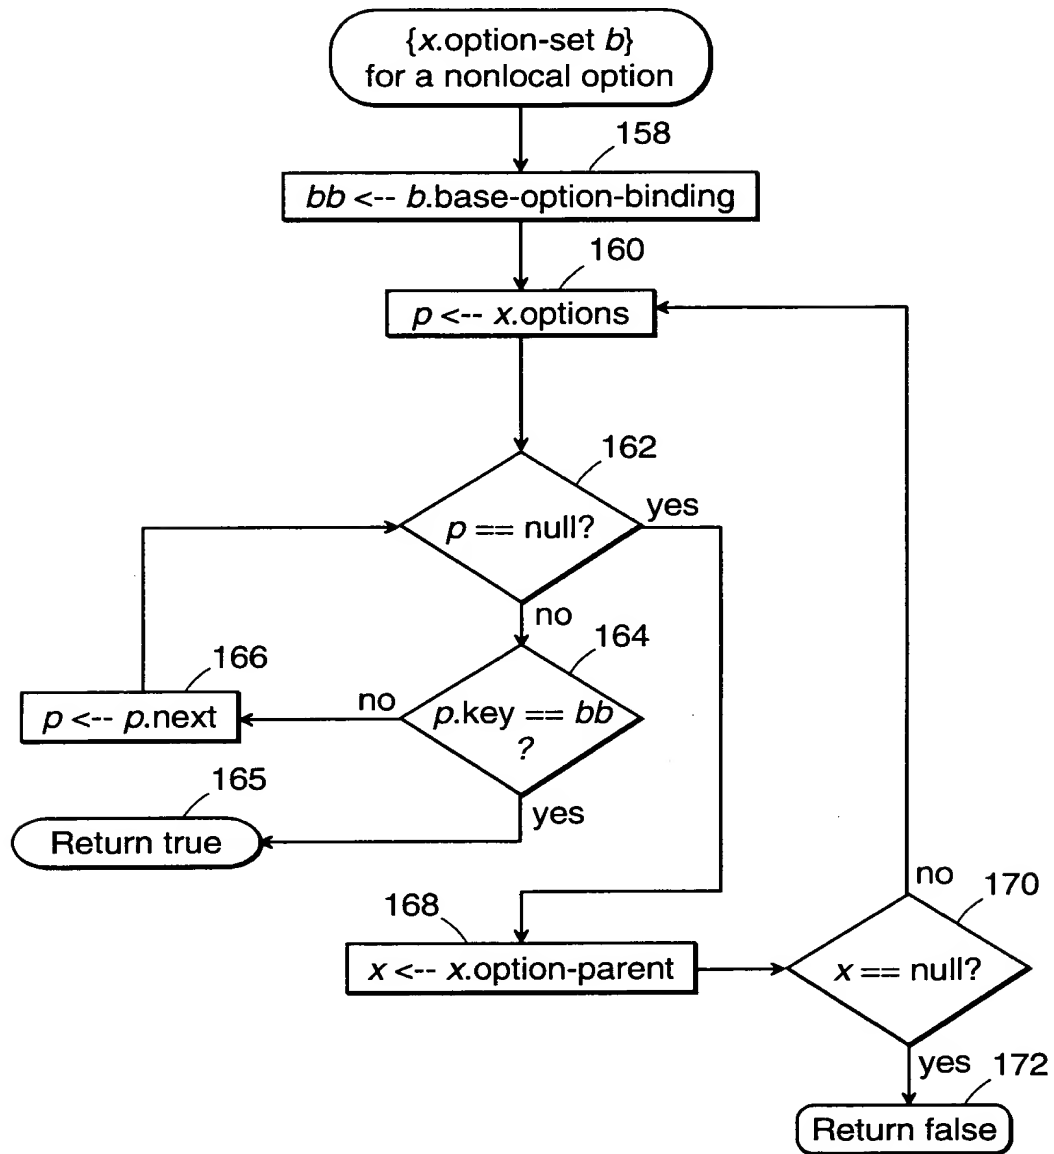 {x.option-set b}
for a nonlocal option
158
bb <-- b.base-option-binding
160
p <-- x.options
162
p == null?
yes
no
164
166
no
p <-- p.next
p.key == bb
?
165
yes
Return true
no
170
168
x <-- x.option-parent
x == null?
yes
172
Return false